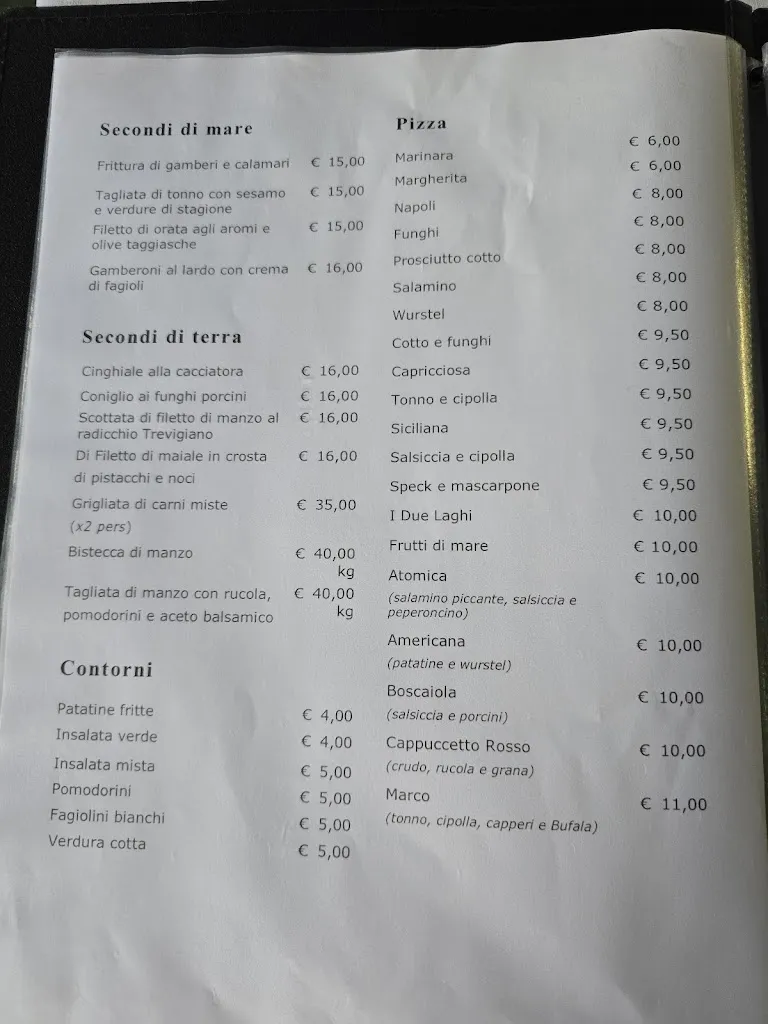 Secondi di mare
Frittura di gamberi e calamari € 15,00
Tagliata di tonno con sesamo € 15,00
e verdure di stagione
Filetto di orata agli aromi e € 15,00
olive taggiasche
Gamberoni al lardo con crema € 16,00
di fagioli
Secondi di terra
Cinghiale alla cacciatora € 16,00
Coniglio ai funghi porcini € 16,00
Scottata di filetto di manzo al € 16,00
radicchio Trevigiano
Di Filetto di maiale in crosta € 16,00
di pistacchi e noci
Grigliata di carni miste € 35,00
(x2 pers)
Bistecca di manzo € 40,00
kg
Tagliata di manzo con rucola, € 40,00
pomodorini e aceto balsamico kg
Contorni
Patatine fritte € 4,00
Insalata verde € 4,00
Insalata mista € 5,00
Pomodorini € 5,00
Fagiolini bianchi € 5,00
Verdura cotta € 5,00
Pizza
Marinara € 6,00
Margherita € 6,00
Napoli € 8,00
Funghi € 8,00
Prosciutto cotto € 8,00
Salamino € 8,00
Wurstel € 8,00
Cotto e funghi € 9,50
Capricciosa € 9,50
Tonno e cipolla € 9,50
Siciliana € 9,50
Salsiccia e cipolla € 9,50
Speck e mascarpone € 9,50
I Due Laghi € 10,00
Frutti di mare € 10,00
Atomica € 10,00
(salamino piccante, salsiccia e
peperoncino)
Americana € 10,00
(patatine e wurstel)
Boscaiola € 10,00
(salsiccia e porcini)
Cappuccetto Rosso € 10,00
(crudo, rucola e grana)
Marco € 11,00
(tonno, cipolla, capperi e Bufala)